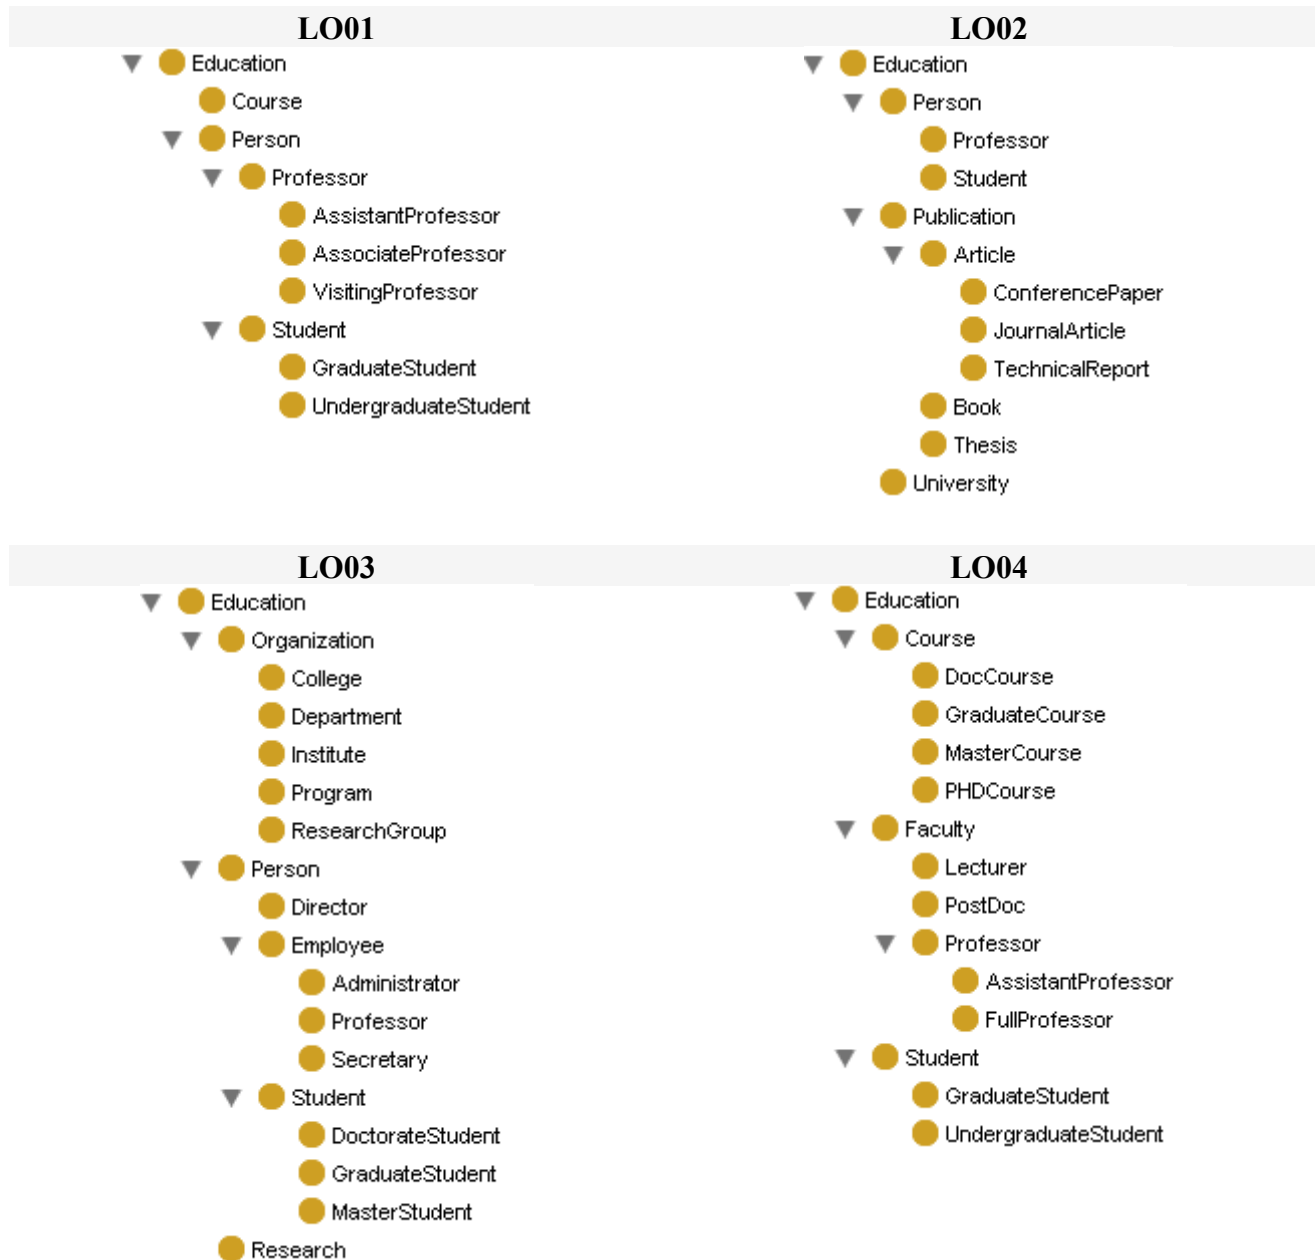 LO01
Education
Course
Person
Professor
AssistantProfessor
AssociateProfessor
VisitingProfessor
Student
GraduateStudent
UndergraduateStudent
LO02
Education
Person
Professor
Student
Publication
Article
ConferencePaper
JournalArticle
TechnicalReport
Book
Thesis
University
LO03
Education
Organization
College
Department
Institute
Program
ResearchGroup
Person
Director
Employee
Administrator
Professor
Secretary
Student
DoctorateStudent
GraduateStudent
MasterStudent
Research
LO04
Education
Course
DocCourse
GraduateCourse
MasterCourse
PHDCourse
Faculty
Lecturer
PostDoc
Professor
AssistantProfessor
FullProfessor
Student
GraduateStudent
UndergraduateStudent